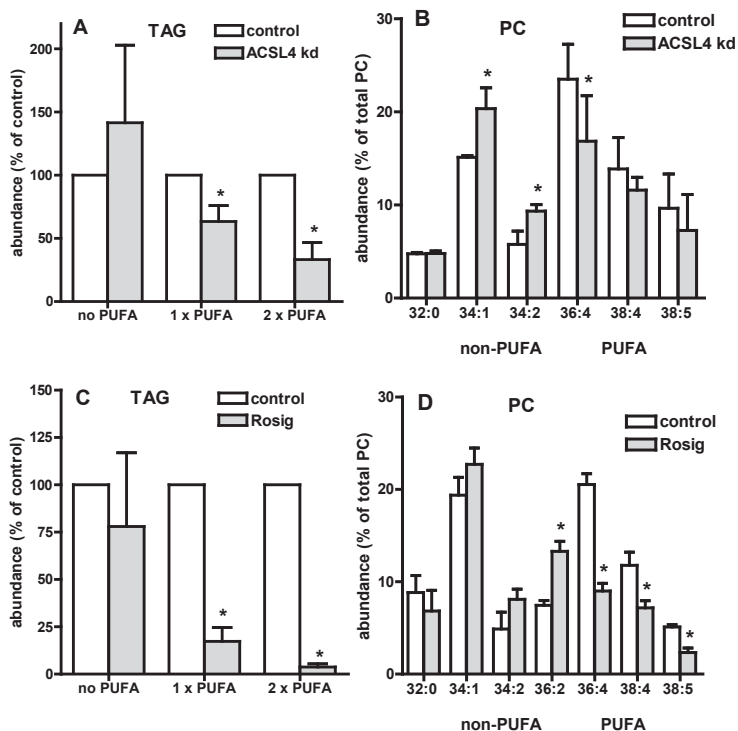 A TAG
control
ACSL4 kd
abundance (% of control)
200
150
100
50
0
* *
no PUFA 1 x PUFA 2 x PUFA
B PC
control
ACSL4 kd
abundance (% of total PC)
30
20
10
0
* * *
32:0 34:1 34:2 36:4 38:4 38:5
non-PUFA PUFA
C TAG
control
Rosig
abundance (% of control)
150
125
100
75
50
25
0
* *
no PUFA 1 x PUFA 2 x PUFA
D PC
control
Rosig
abundance (% of total PC)
30
20
10
0
* * * *
32:0 34:1 34:2 36:2 36:4 38:4 38:5
non-PUFA PUFA